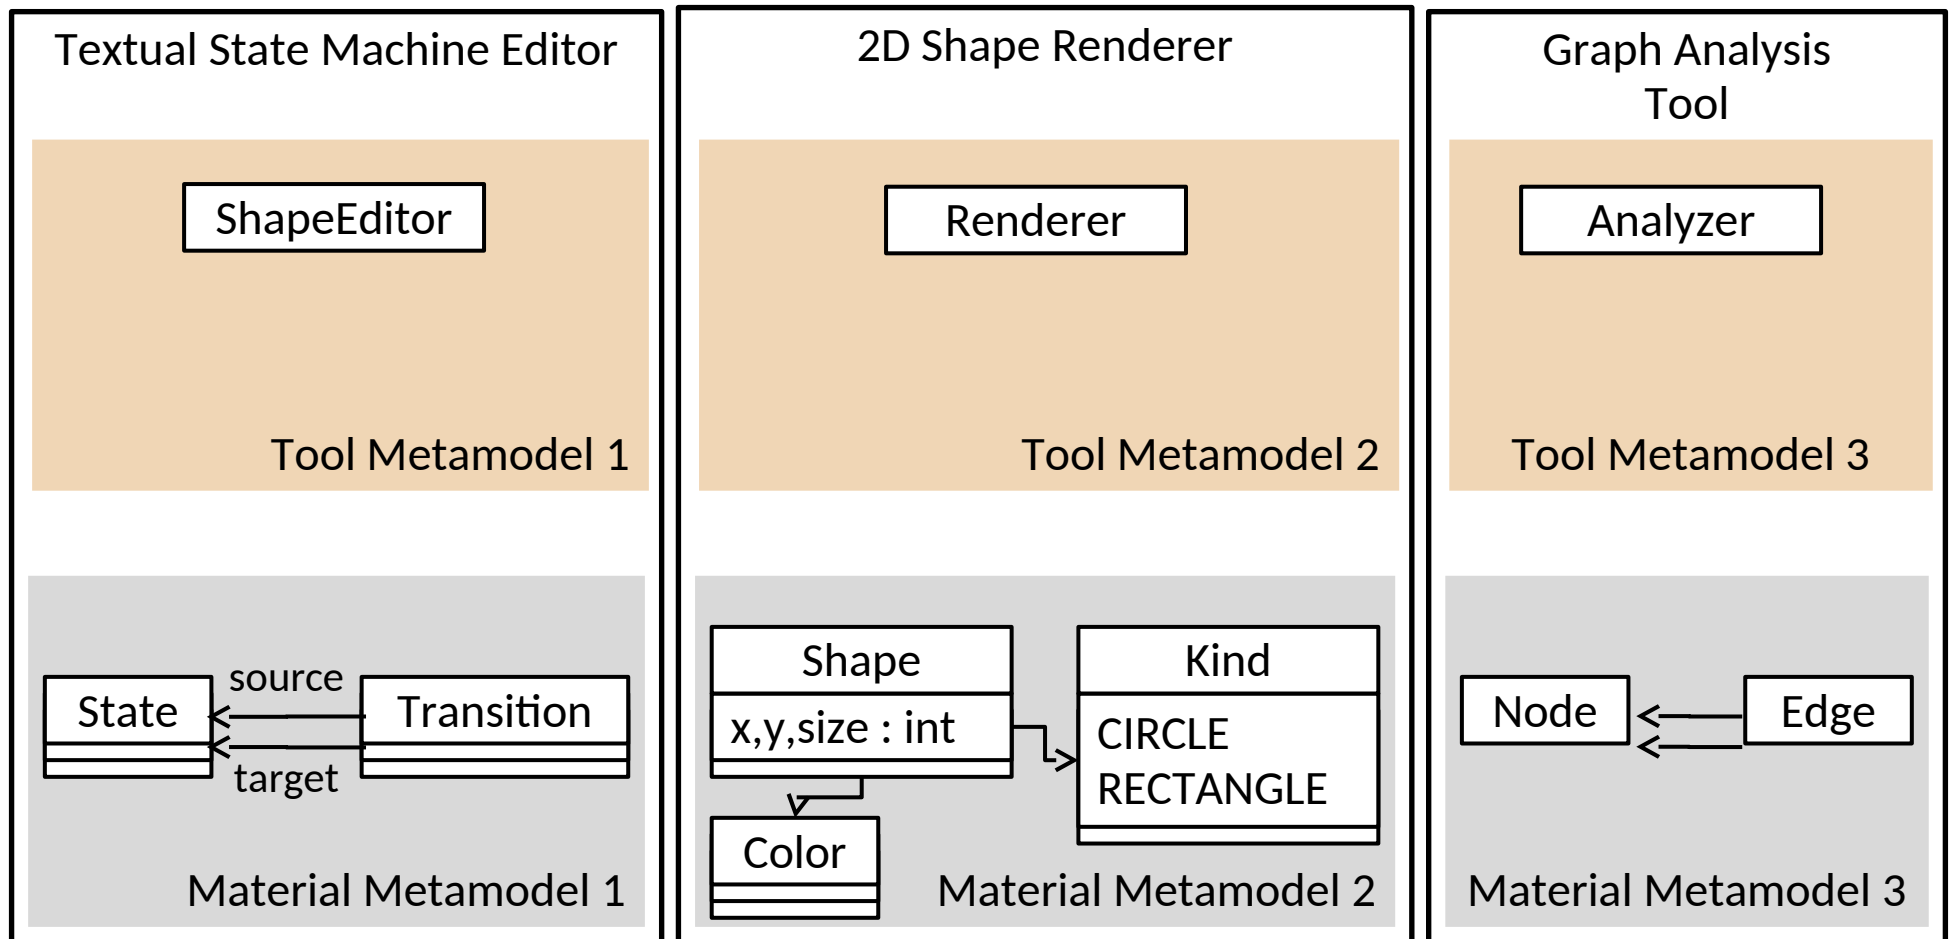 Textual State Machine Editor
ShapeEditor
Tool Metamodel 1
source
State
Transition
target
Material Metamodel 1
2D Shape Renderer
Renderer
Tool Metamodel 2
Shape
x,y,size : int
Kind
CIRCLE
RECTANGLE
Color
Material Metamodel 2
Graph Analysis
Tool
Analyzer
Tool Metamodel 3
Node
Edge
Material Metamodel 3